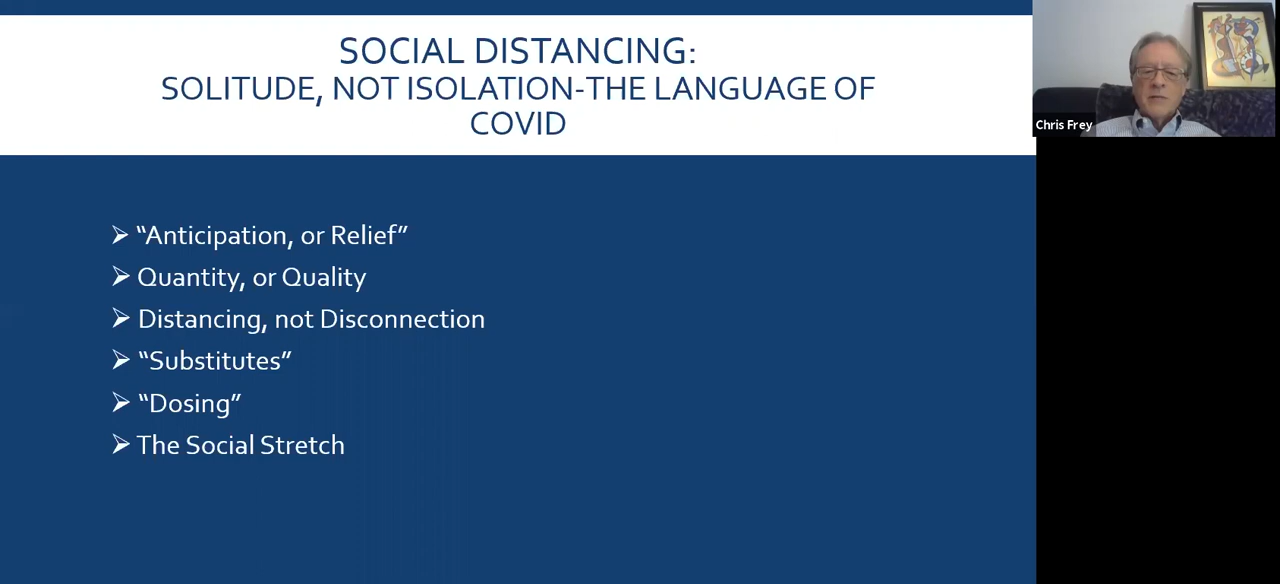 SOCIAL DISTANCING:
SOLITUDE, NOT ISOLATION-THE LANGUAGE OF
COVID
Chris Frey
“Anticipation, or Relief”
Quantity, or Quality
Distancing, not Disconnection
“Substitutes”
“Dosing”
The Social Stretch